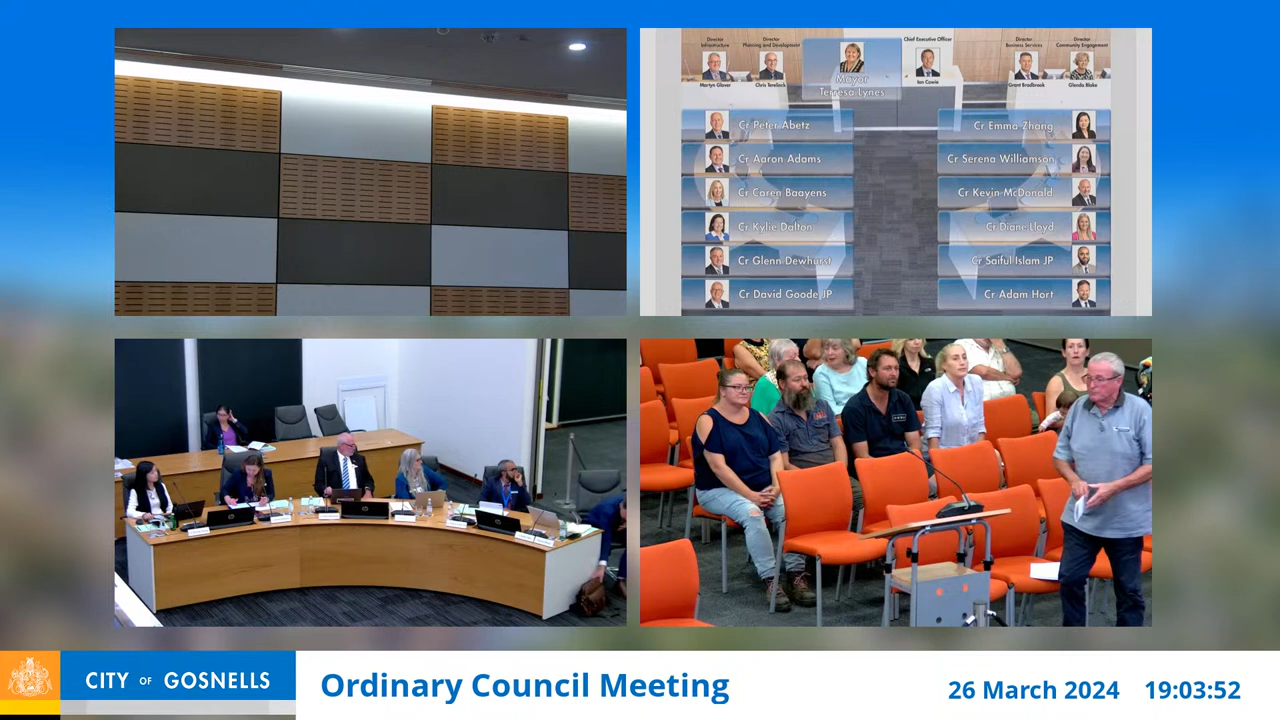 Director
Infrastructure
Martyn Glover
Director
Planning and Development
Chris Terelinck
Mayor
Terresa Lynes
Chief Executive Officer
Ian Cowie
Director
Business Services
Grant Bradbrook
Director
Community Engagement
Glenda Blake
Cr Peter Abetz
Cr Aaron Adams
Cr Caren Baayens
Cr Kylie Dalton
Cr Glenn Dewhurst
Cr David Goode JP
Cr Emma Zhang
Cr Serena Williamson
Cr Kevin McDonald
Cr Diane Lloyd
Cr Saiful Islam JP
Cr Adam Hort
CITY OF GOSNELLS
Ordinary Council Meeting
26 March 2024 19:03:52